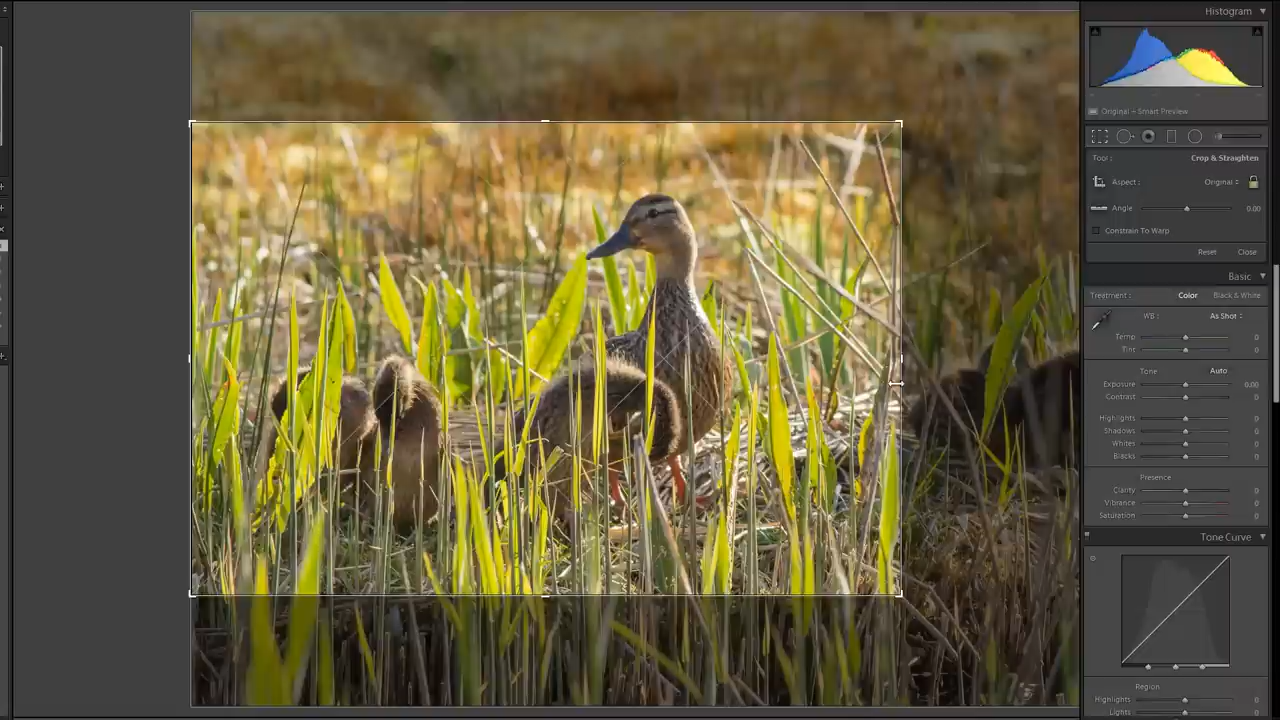 Histogram
Original + Smart Preview
Tool : Crop & Straighten
Aspect : Original
Angle 0.00
Constrain To Warp
Reset Close
Basic
Treatment : Color Black & White
WB : As Shot
Temp
Tint
Tone Auto
Exposure 0.00
Contrast 0
Highlights 0
Shadows 0
Whites 0
Blacks 0
Presence
Clarity 0
Vibrance 0
Saturation 0
Tone Curve
Region
Highlights 0
Lights 0